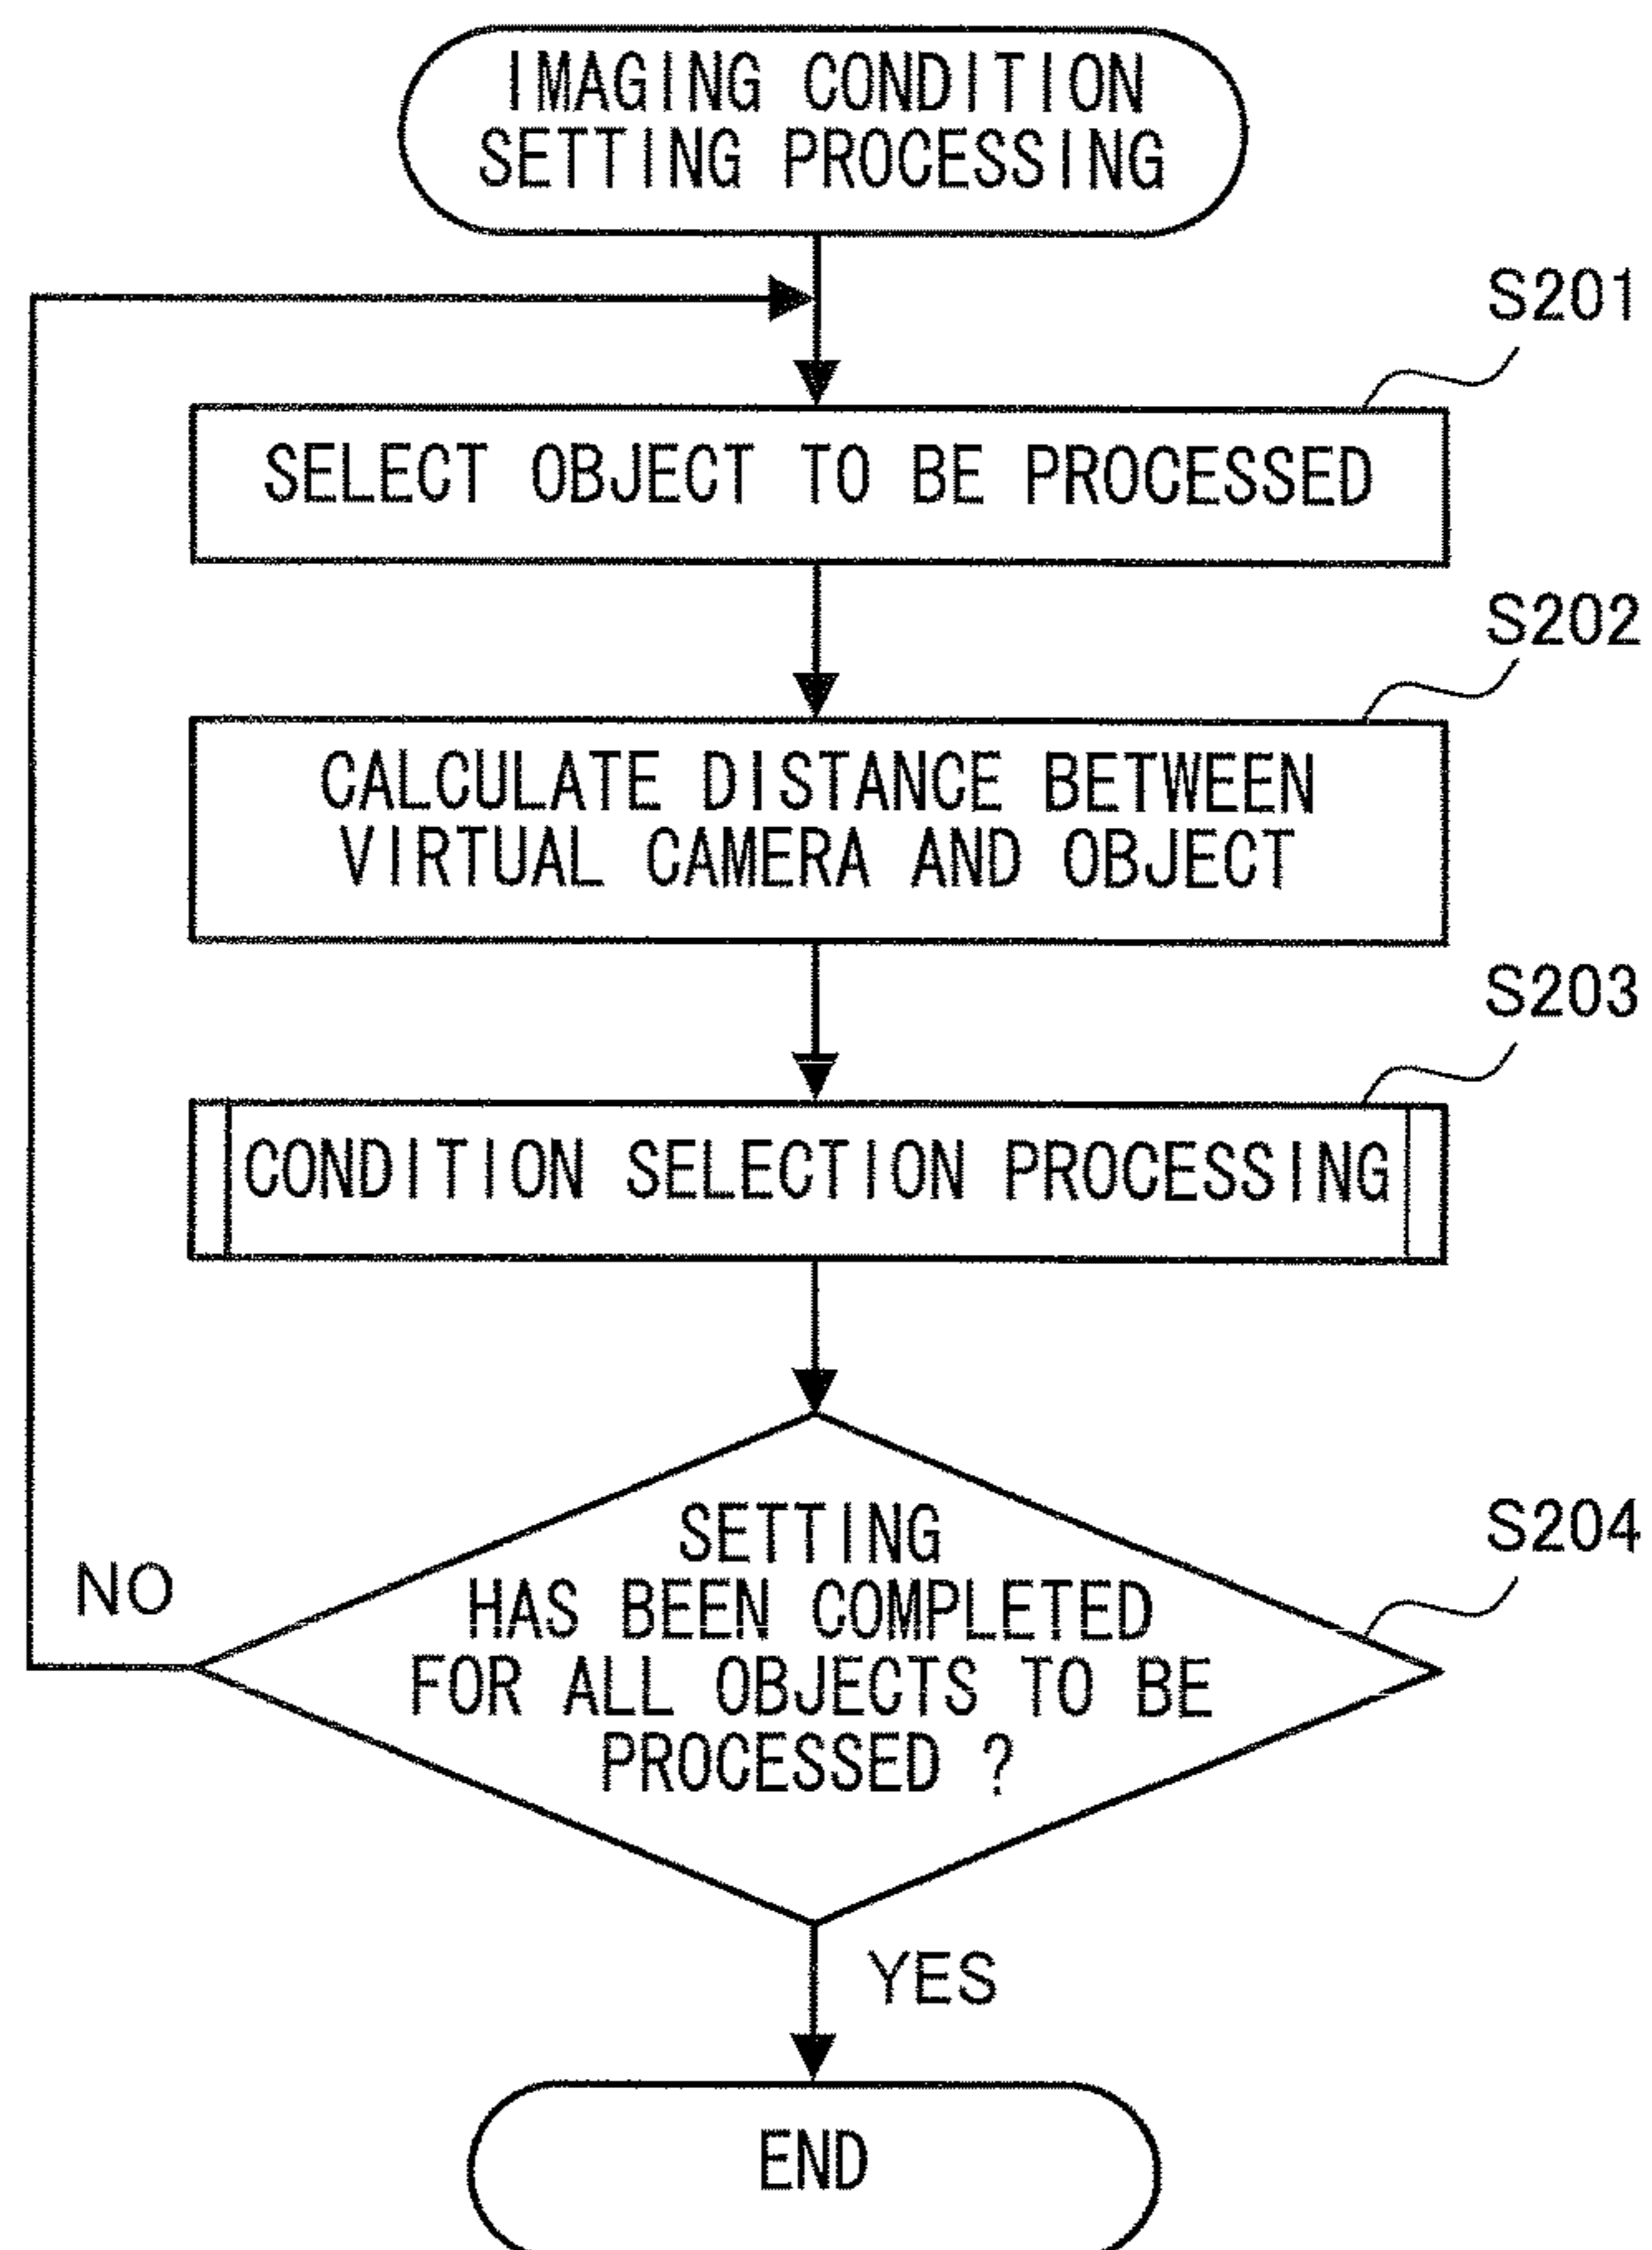 IMAGING CONDITION
SETTING PROCESSING
S201
SELECT OBJECT TO BE PROCESSED
S202
CALCULATE DISTANCE BETWEEN
VIRTUAL CAMERA AND OBJECT
S203
CONDITION SELECTION PROCESSING
S204
SETTING
HAS BEEN COMPLETED
FOR ALL OBJECTS TO BE
PROCESSED ?
NO
YES
END